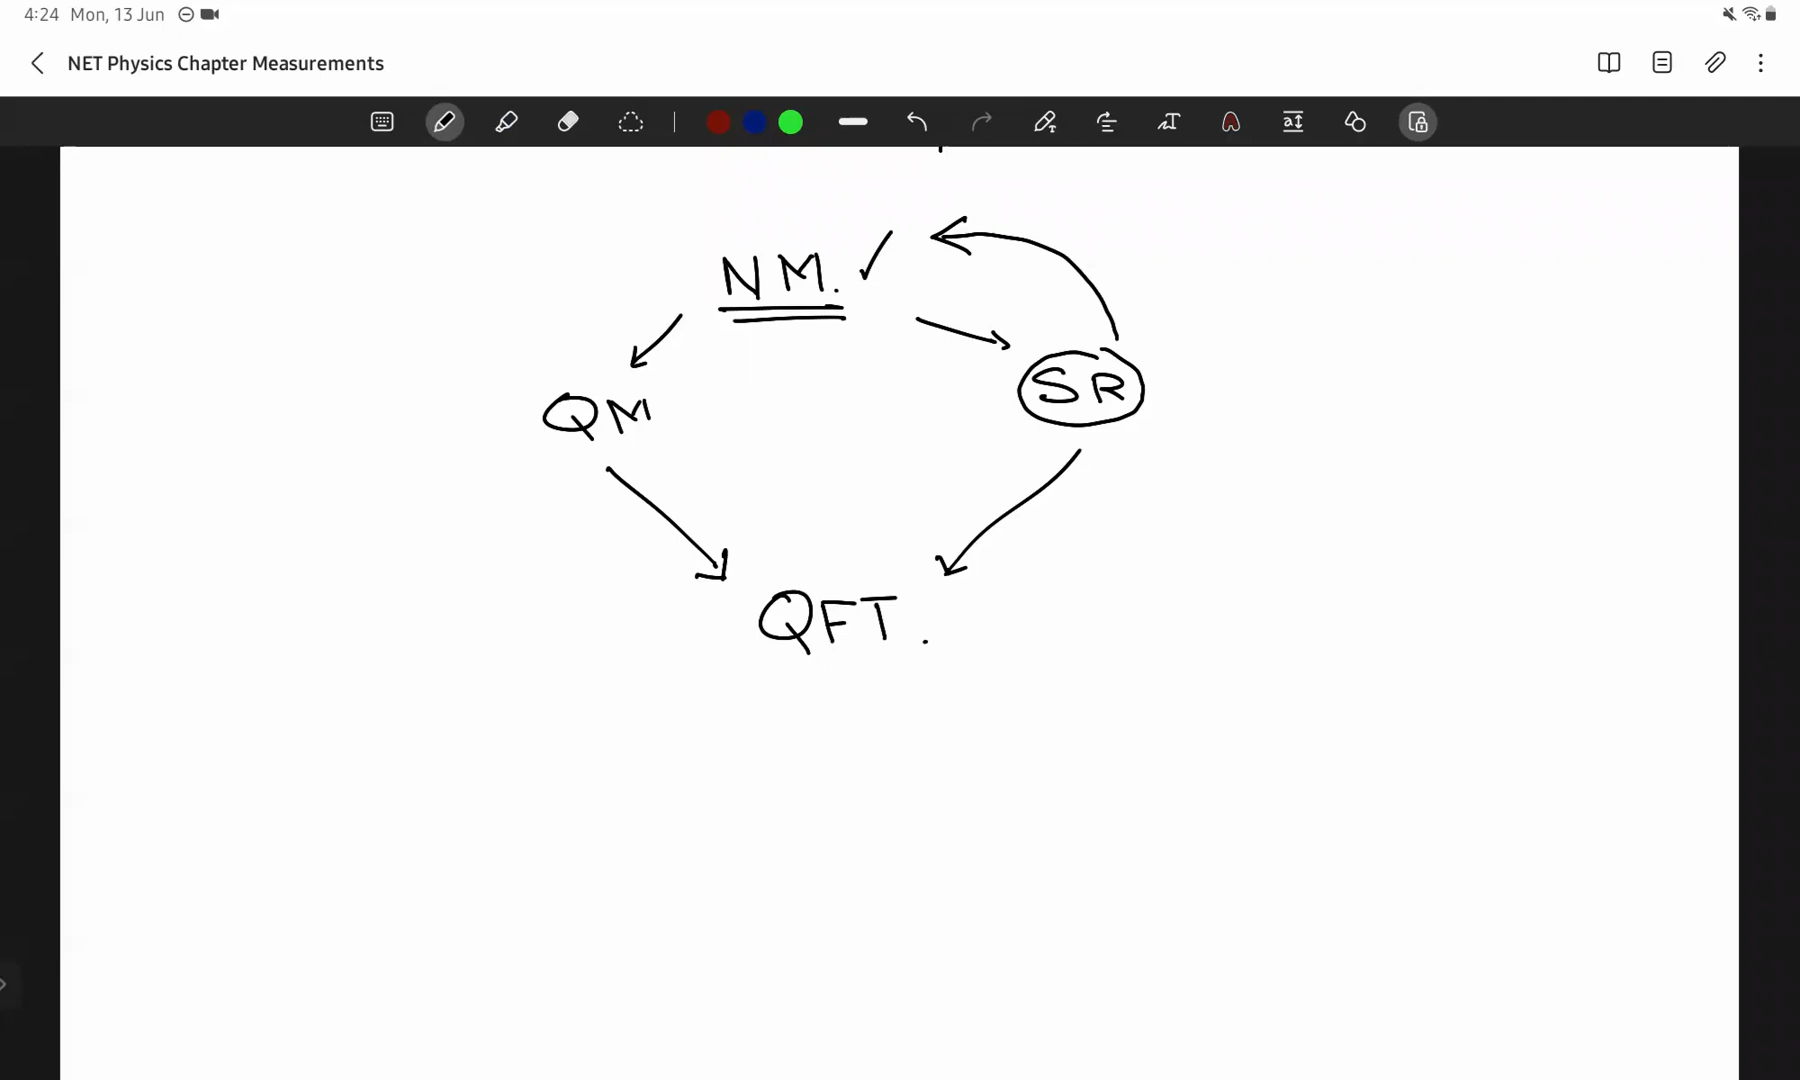 4:24 Mon, 13 Jun
NET Physics Chapter Measurements
NM. ✓
QM
SR
QFT.